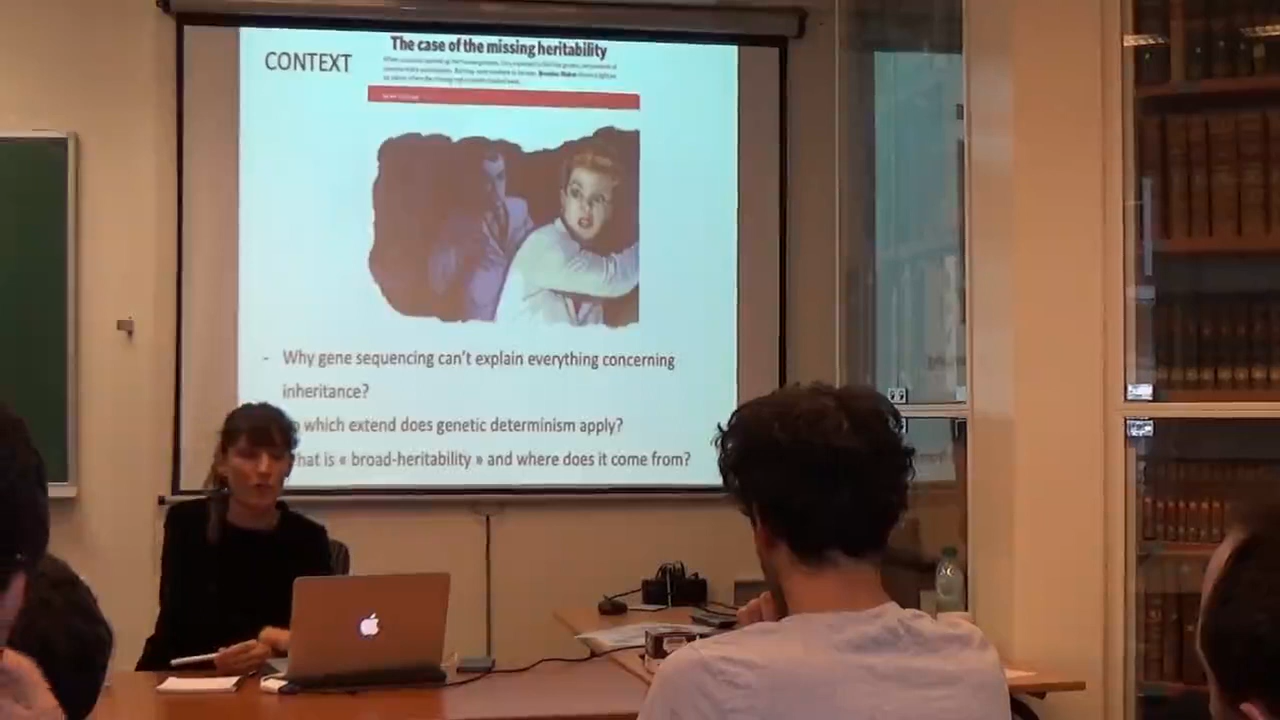 CONTEXT
The case of the missing heritability
- Why gene sequencing can't explain everything concerning
inheritance?
which extend does genetic determinism apply?
hat is « broad-heritability » and where does it come from?